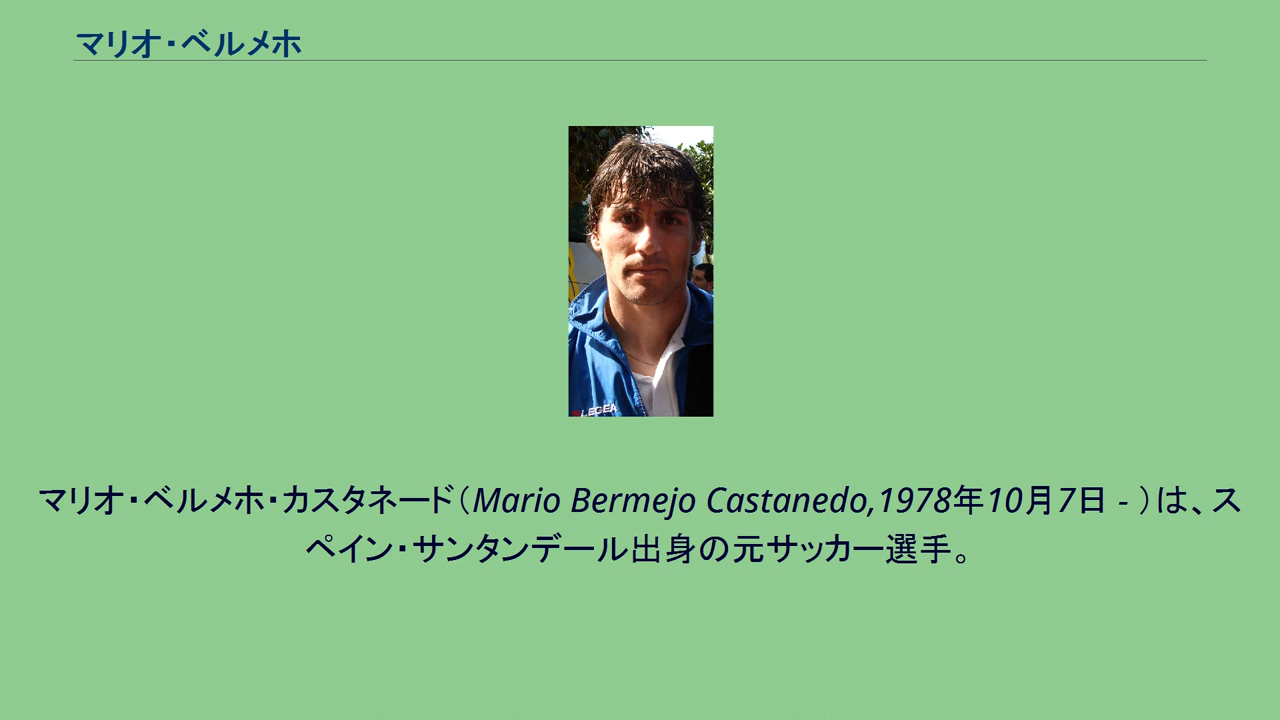 マリオ・ベルメホ
LEGEA
マリオ・ベルメホ・カスタネード（Mario Bermejo Castanedo,1978年10月7日 - ）は、ス
ペイン・サンタンデール出身の元サッカー選手。